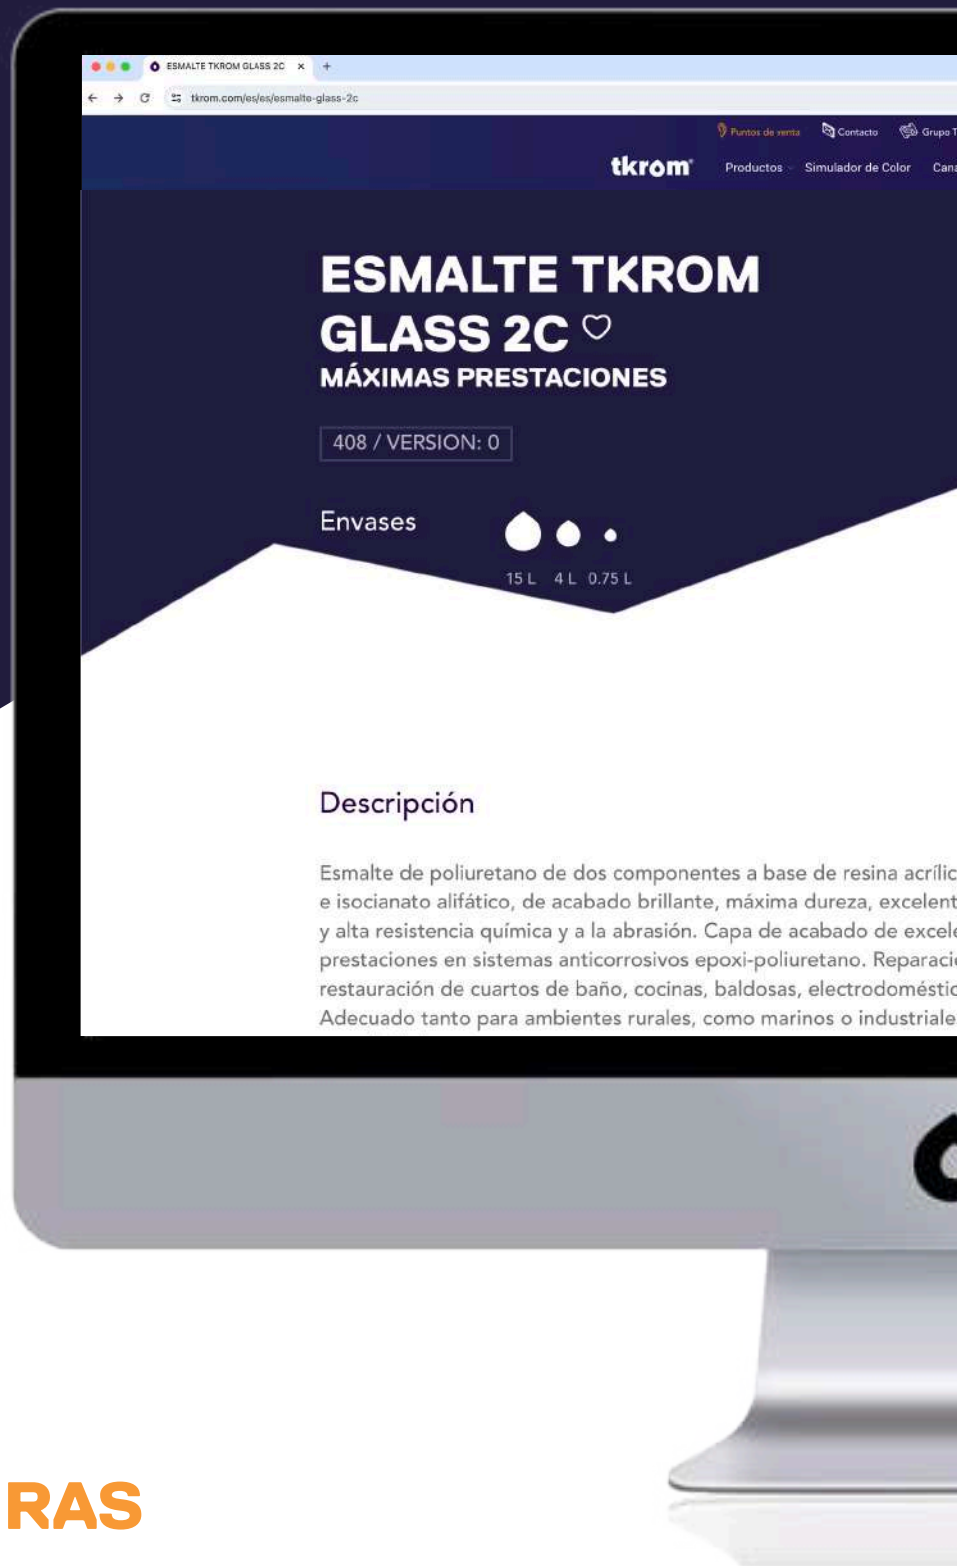 ESMALTE TKROM GLASS 2C
tkrom.com/es/es/esmalte-glass-2c
Puntos de venta Contacto Grupo T
tkrom® Productos Simulador de Color Cana
ESMALTE TKROM
GLASS 2C
MÁXIMAS PRESTACIONES
408 / VERSION: 0
Envases
15 L 4 L 0.75 L
Descripción
Esmalte de poliuretano de dos componentes a base de resina acrílic
e isocianato alifático, de acabado brillante, máxima dureza, excelent
y alta resistencia química y a la abrasión. Capa de acabado de excele
prestaciones en sistemas anticorrosivos epoxi-poliuretano. Reparacio
restauración de cuartos de baño, cocinas, baldosas, electrodoméstic
Adecuado tanto para ambientes rurales, como marinos o industriale
RAS